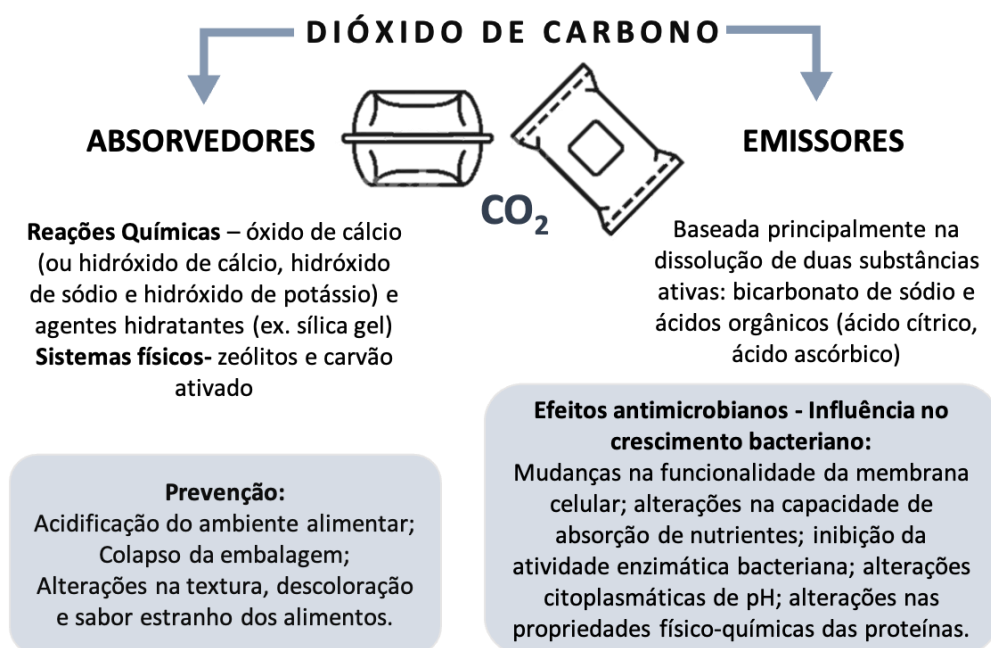 DIÓXIDO DE CARBONO
ABSORVEDORES
Reações Químicas – óxido de cálcio
(ou hidróxido de cálcio, hidróxido
de sódio e hidróxido de potássio) e
agentes hidratantes (ex. sílica gel)
Sistemas físicos- zeólitos e carvão
ativado
Prevenção:
Acidificação do ambiente alimentar;
Colapso da embalagem;
Alterações na textura, descoloração
e sabor estranho dos alimentos.
CO₂
EMISSORES
Baseada principalmente na
dissolução de duas substâncias
ativas: bicarbonato de sódio e
ácidos orgânicos (ácido cítrico,
ácido ascórbico)
Efeitos antimicrobianos - Influência no
crescimento bacteriano:
Mudanças na funcionalidade da membrana
celular; alterações na capacidade de
absorção de nutrientes; inibição da
atividade enzimática bacteriana; alterações
citoplasmáticas de pH; alterações nas
propriedades físico-químicas das proteínas.